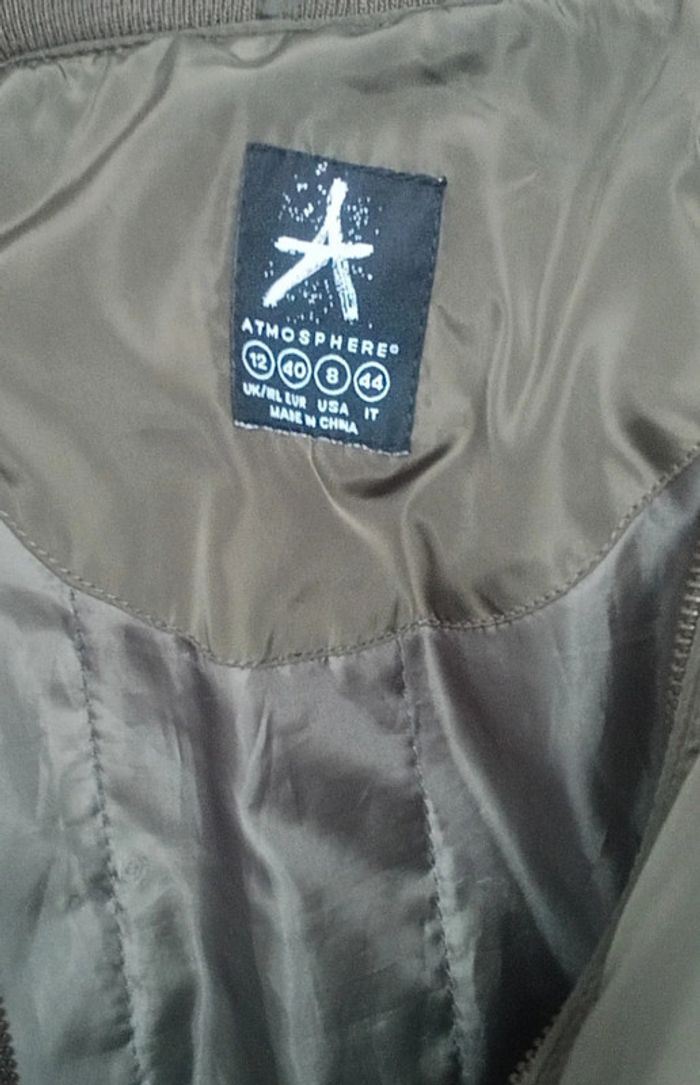 ATMOSPHERE®
12 40 8 44
UK/IRL EUR USA IT
MADE IN CHINA